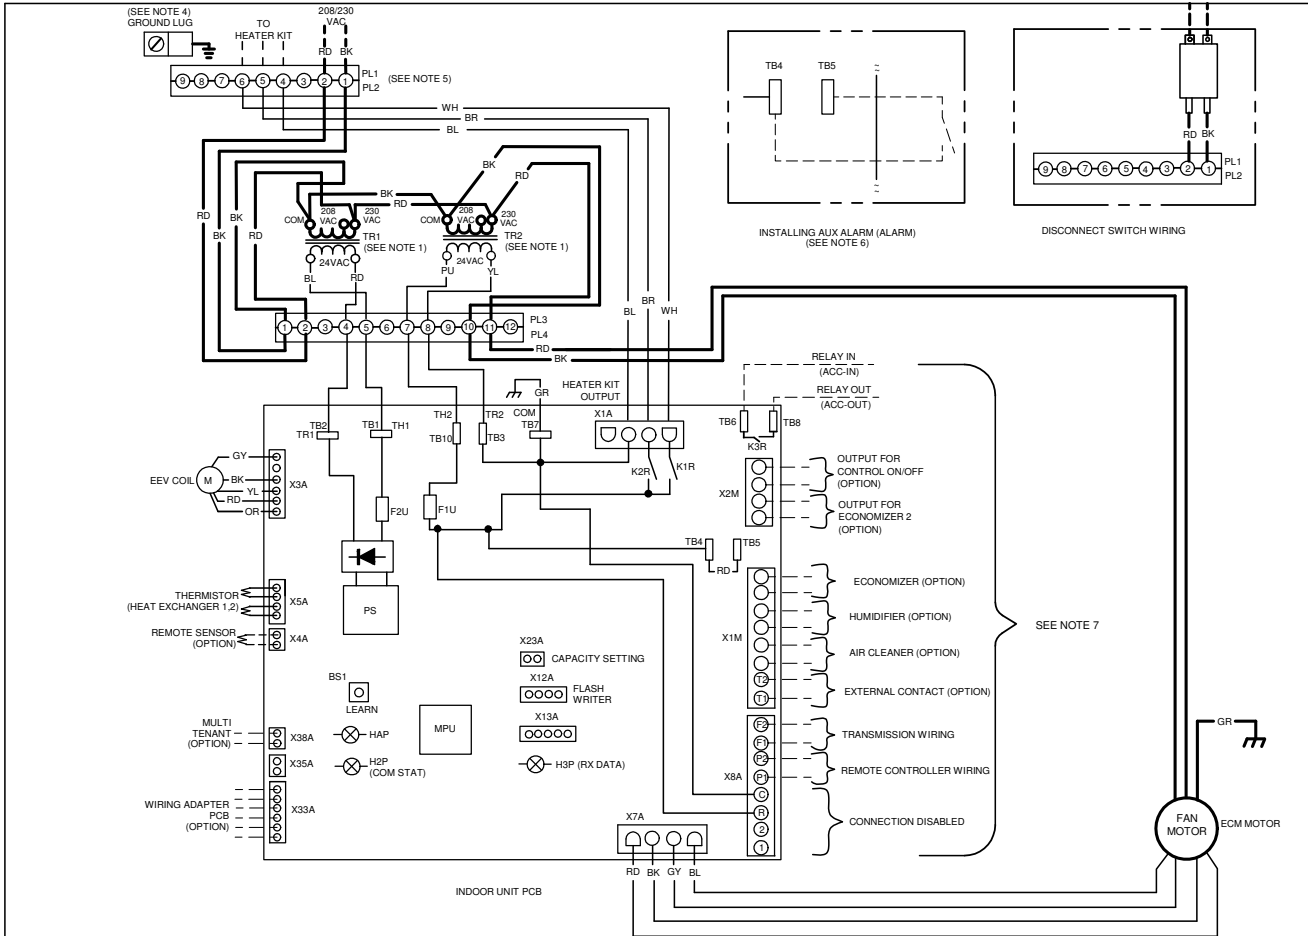 (SEE NOTE 4)
GROUND LUG
TO
HEATER KIT
208/230
VAC
RD BK
9 8 7 6 5 4 3 2 1
PL1
PL2
(SEE NOTE 5)
WH
BR
BL
BK
RD
BK
RD
RD
BK
BK
RD
COM
208
VAC
230
VAC
TR1
(SEE NOTE 1)
24VAC
BL
RD
COM
208
VAC
230
VAC
TR2
(SEE NOTE 1)
24VAC
PU
YL
BL
BR
WH
1 2 3 4 5 6 7 8 9 10 11 12
PL3
PL4
RD
BK
TB4
TB5
INSTALLING AUX ALARM (ALARM)
(SEE NOTE 6)
RD BK
9 8 7 6 5 4 3 2 1
PL1
PL2
DISCONNECT SWITCH WIRING
RELAY IN
(ACC-IN)
RELAY OUT
(ACC-OUT)
TB6
TB8
K3R
HEATER KIT
OUTPUT
X1A
GR
COM
TB7
TB2
TR1
TB1
TH1
TH2
TB10
TR2
TB3
K2R
K1R
F2U
F1U
PS
EEV COIL
M
GY
BK
YL
RD
OR
X3A
X2M
OUTPUT FOR
CONTROL ON/OFF
(OPTION)
OUTPUT FOR
ECONOMIZER 2
(OPTION)
TB4
TB5
RD
THERMISTOR
(HEAT EXCHANGER 1,2)
X5A
REMOTE SENSOR
(OPTION)
X4A
X1M
T2
T1
ECONOMIZER (OPTION)
HUMIDIFIER (OPTION)
AIR CLEANER (OPTION)
EXTERNAL CONTACT (OPTION)
SEE NOTE 7
X23A
CAPACITY SETTING
X12A
FLASH
WRITER
X13A
H3P (RX DATA)
BS1
LEARN
MPU
HAP
H2P
(COM STAT)
MULTI
TENANT
(OPTION)
X38A
X35A
WIRING ADAPTER
PCB
(OPTION)
X33A
X8A
F2
F1
P2
P1
C
R
2
1
TRANSMISSION WIRING
REMOTE CONTROLLER WIRING
CONNECTION DISABLED
X7A
RD BK GY BL
GR
FAN
MOTOR
ECM MOTOR
INDOOR UNIT PCB